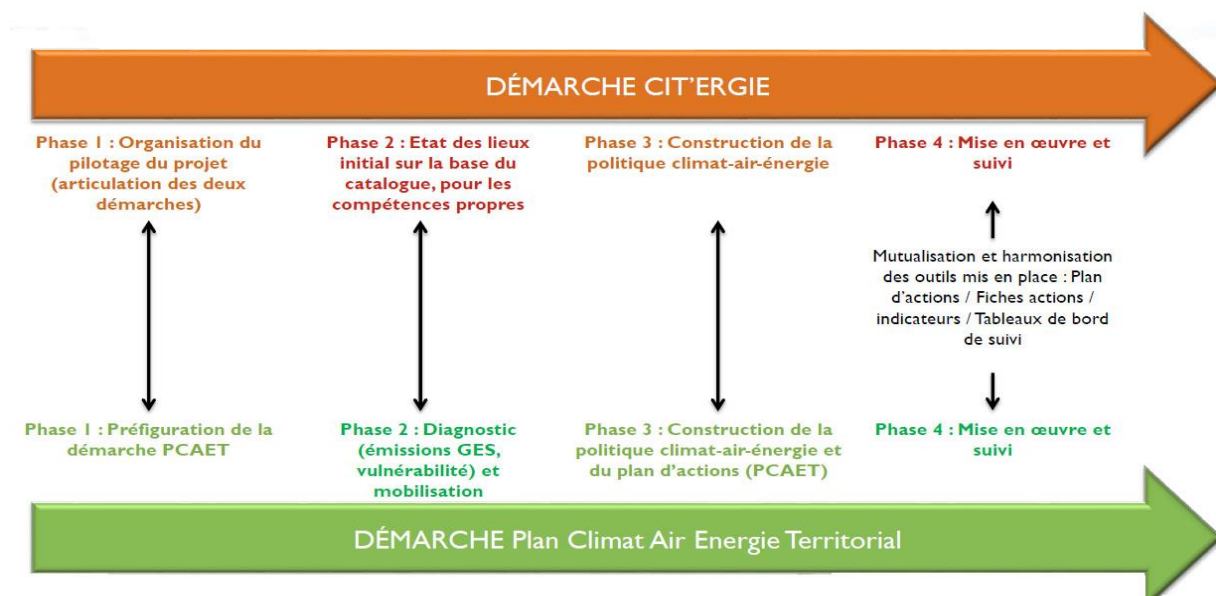 DÉMARCHE CIT'ERGIE
Phase 1 : Organisation du
pilotage du projet
(articulation des deux
démarches)
Phase 2 : Etat des lieux
initial sur la base du
catalogue, pour les
compétences propres
Phase 3 : Construction de la
politique climat-air-énergie
Phase 4 : Mise en œuvre et
suivi
Mutualisation et harmonisation
des outils mis en place : Plan
d'actions / Fiches actions /
indicateurs / Tableaux de bord
de suivi
Phase 1 : Préfiguration de la
démarche PCAET
Phase 2 : Diagnostic
(émissions GES,
vulnérabilité) et
mobilisation
Phase 3 : Construction de la
politique climat-air-énergie et
du plan d'actions (PCAET)
Phase 4 : Mise en œuvre et
suivi
DÉMARCHE Plan Climat Air Energie Territorial